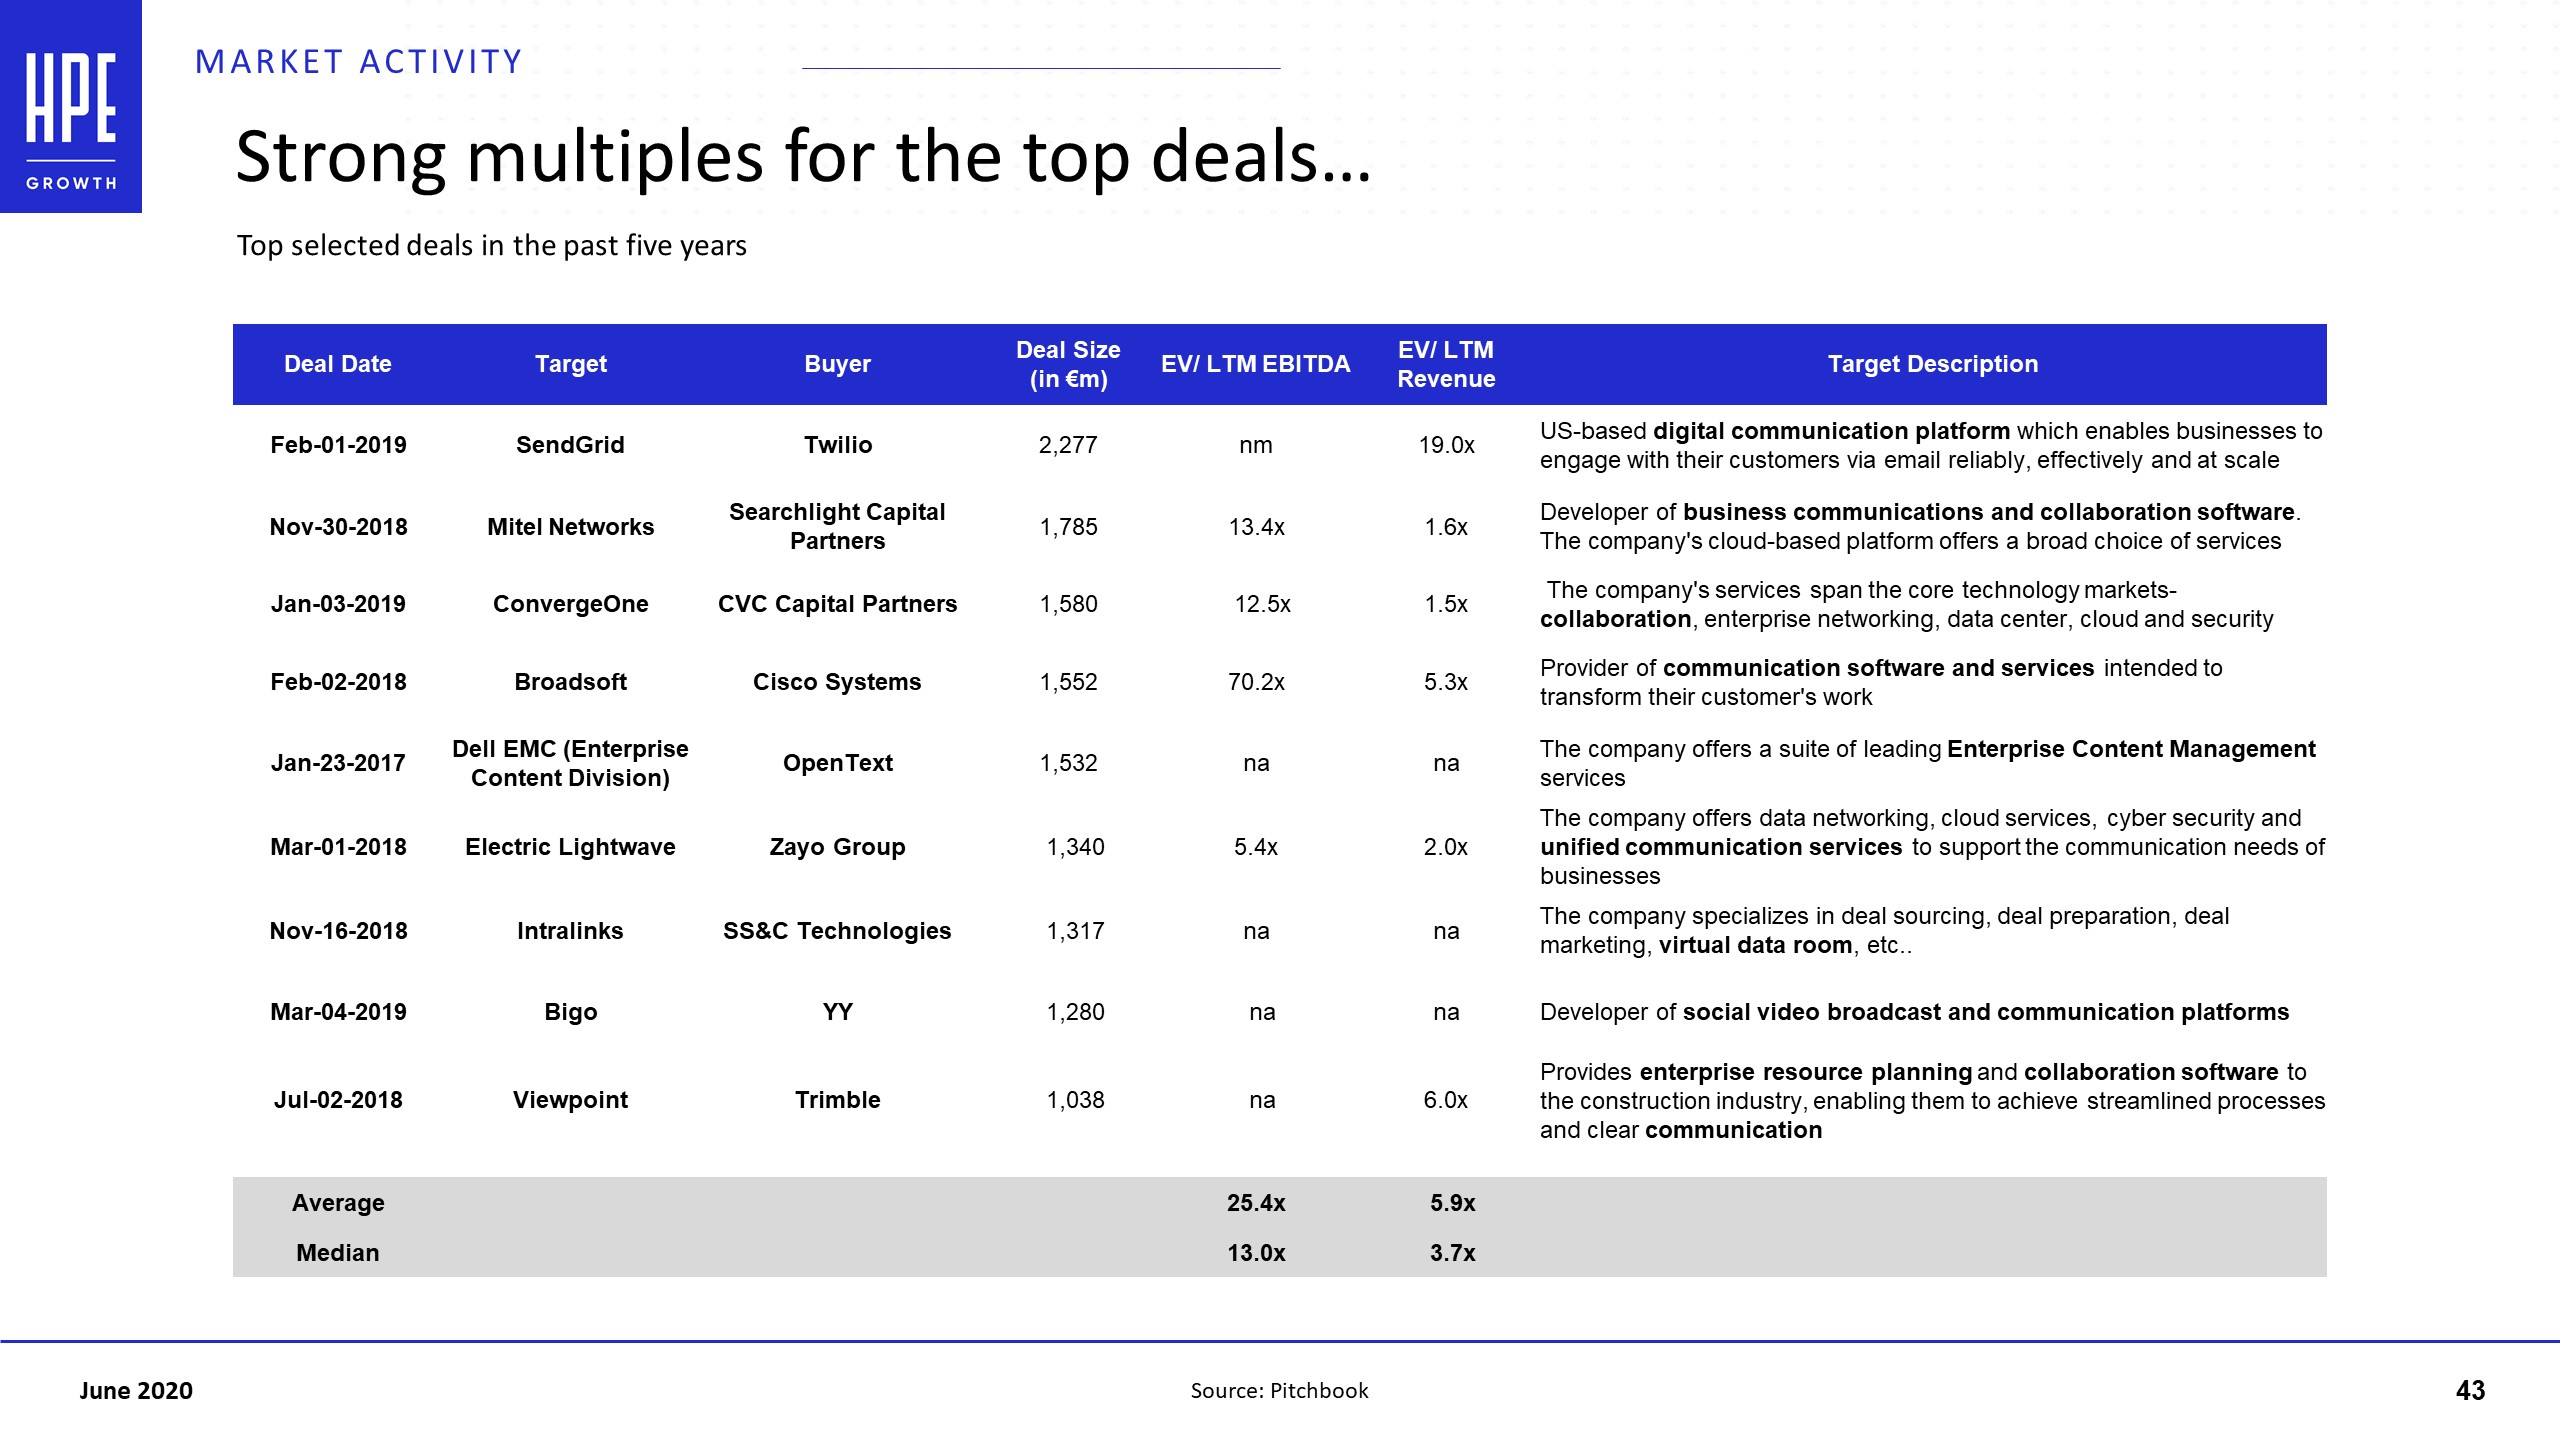 HPE
GROWTH
MARKET ACTIVITY
Strong multiples for the top deals...
Top selected deals in the past five years
Deal Date Target Buyer Deal Size (in €m) EV/ LTM EBITDA EV/ LTM Revenue Target Description
Feb-01-2019 SendGrid Twilio 2,277 nm 19.0x US-based digital communication platform which enables businesses to
engage with their customers via email reliably, effectively and at scale
Nov-30-2018 Mitel Networks Searchlight Capital Partners 1,785 13.4x 1.6x Developer of business communications and collaboration software.
The company's cloud-based platform offers a broad choice of services
Jan-03-2019 ConvergeOne CVC Capital Partners 1,580 12.5x 1.5x The company's services span the core technology markets-
collaboration, enterprise networking, data center, cloud and security
Feb-02-2018 Broadsoft Cisco Systems 1,552 70.2x 5.3x Provider of communication software and services intended to
transform their customer's work
Jan-23-2017 Dell EMC (Enterprise Content Division) OpenText 1,532 na na The company offers a suite of leading Enterprise Content Management
services
Mar-01-2018 Electric Lightwave Zayo Group 1,340 5.4x 2.0x The company offers data networking, cloud services, cyber security and
unified communication services to support the communication needs of
businesses
Nov-16-2018 Intralinks SS&C Technologies 1,317 na na The company specializes in deal sourcing, deal preparation, deal
marketing, virtual data room, etc..
Mar-04-2019 Bigo YY 1,280 na na Developer of social video broadcast and communication platforms
Jul-02-2018 Viewpoint Trimble 1,038 na 6.0x Provides enterprise resource planning and collaboration software to
the construction industry, enabling them to achieve streamlined processes
and clear communication
Average 25.4x 5.9x
Median 13.0x 3.7x
June 2020 Source: Pitchbook 43